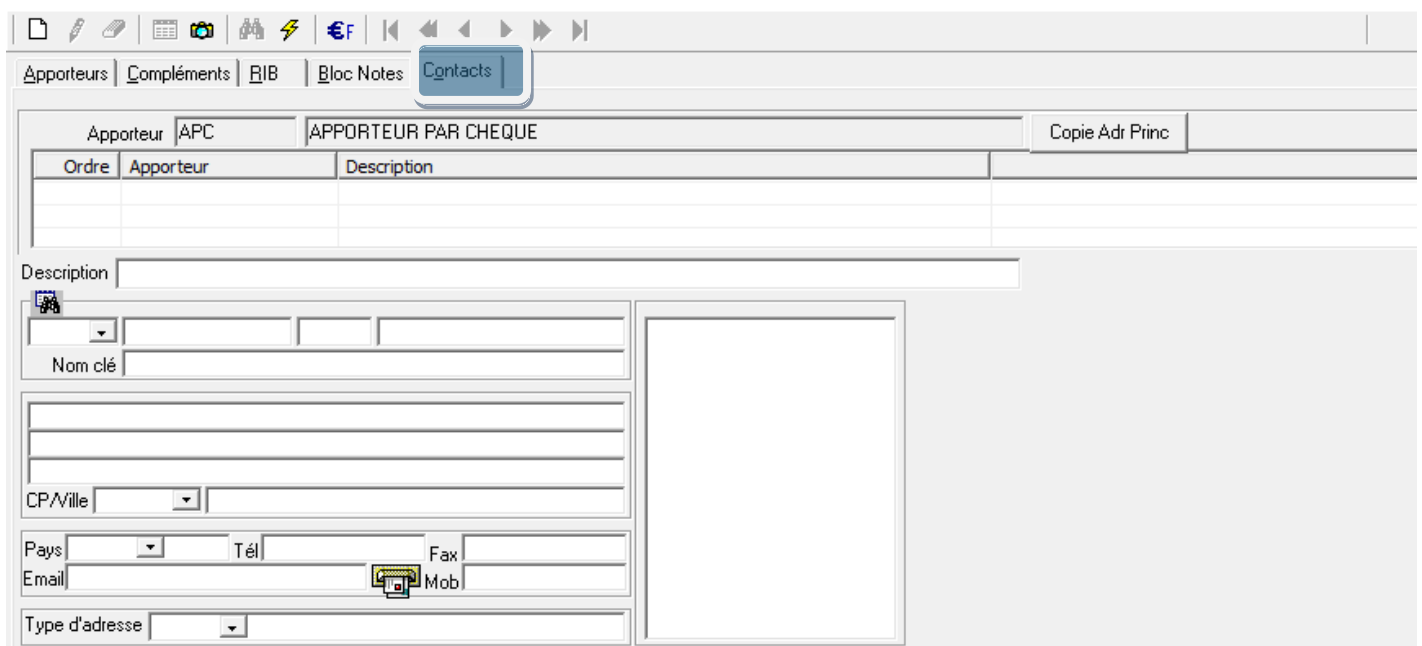 €F
Apporteurs Compléments RIB Bloc Notes Contacts
Apporteur APC APPORTEUR PAR CHEQUE Copie Adr Princ
Ordre Apporteur Description
Description
Nom clé
CP/Ville
Pays Tél Fax
Email Mob
Type d'adresse